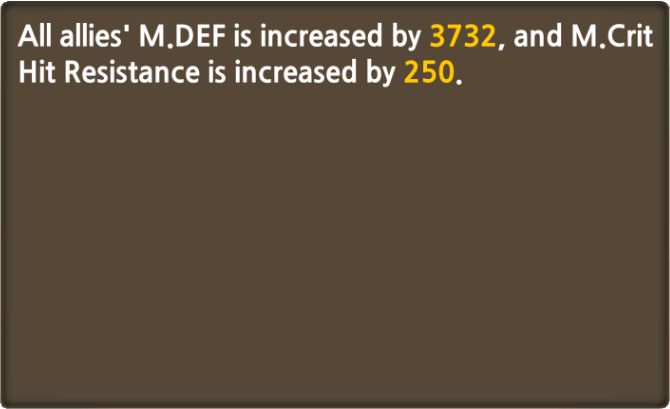 All allies' M.DEF is increased by 3732, and M.Crit
Hit Resistance is increased by 250.